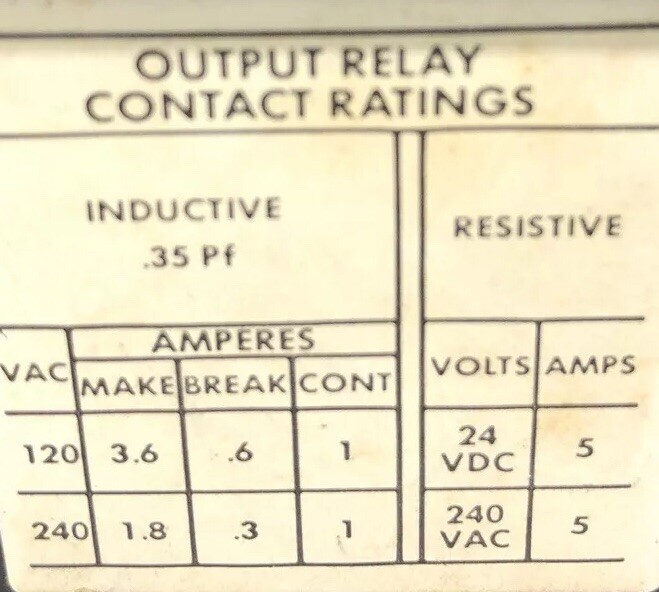 OUTPUT RELAY
CONTACT RATINGS
INDUCTIVE
.35 Pf
RESISTIVE
AMPERES
VAC MAKE BREAK CONT VOLTS AMPS
120 3.6 .6 1 24 VDC 5
240 1.8 .3 1 240 VAC 5